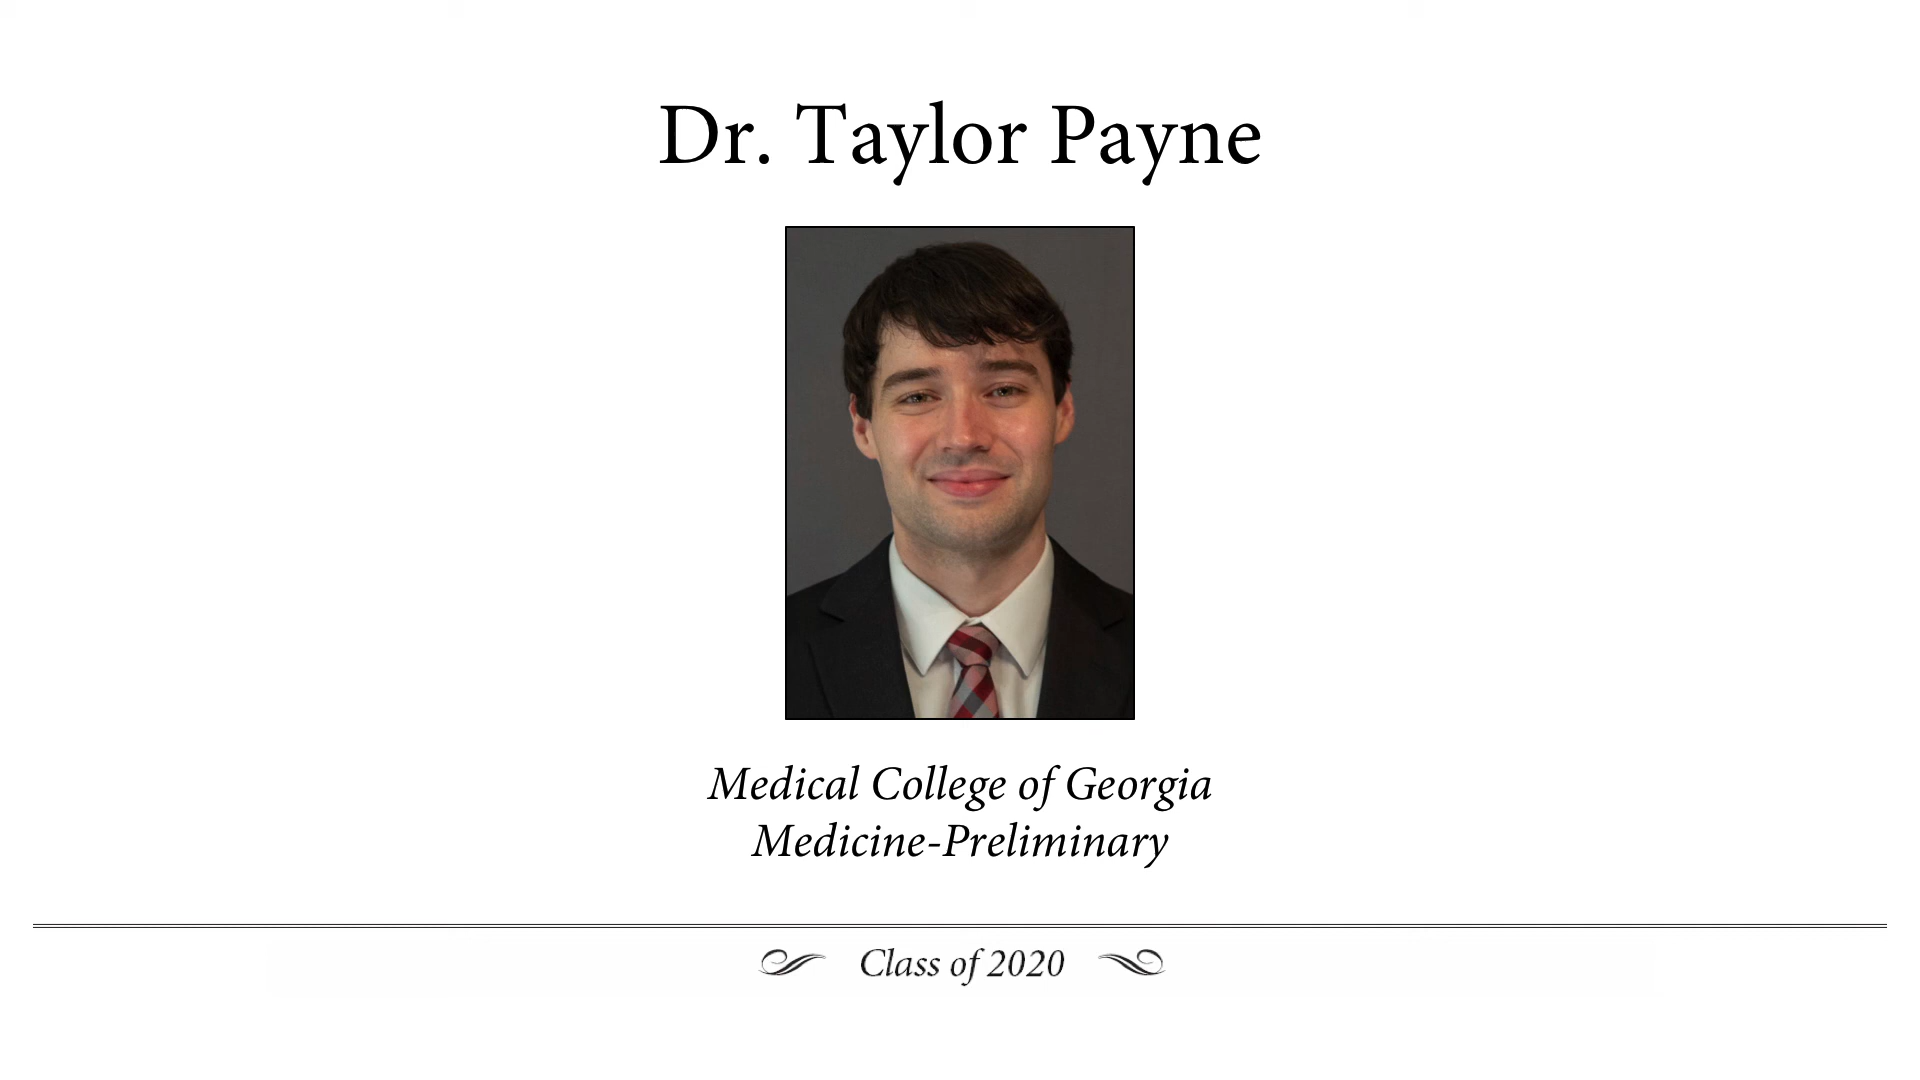 Dr. Taylor Payne
Medical College of Georgia
Medicine-Preliminary
Class of 2020